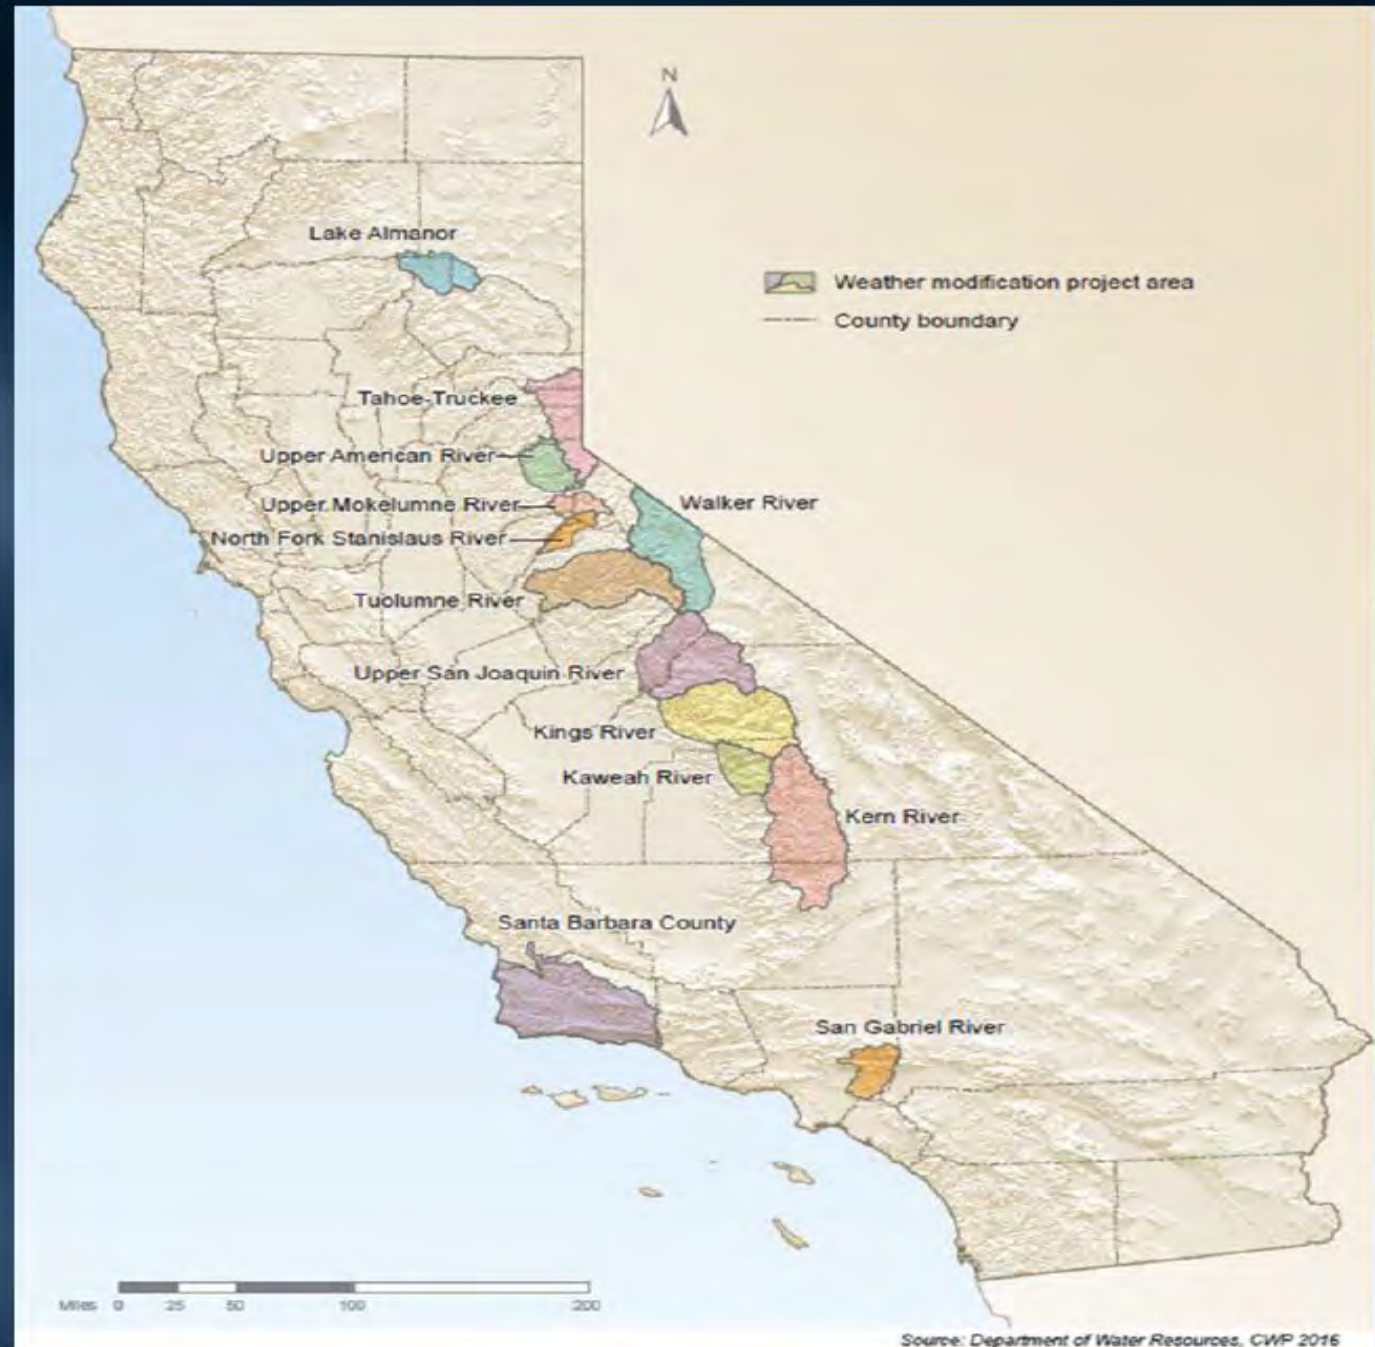 N
Lake Almanor
Weather modification project area
County boundary
Tahoe-Truckee
Upper American River
Upper Mokelumne River
Walker River
North Fork Stanislaus River
Tuolumne River
Upper San Joaquin River
Kings River
Kaweah River
Kern River
Santa Barbara County
San Gabriel River
Miles 0 25 50 100 200
Source: Department of Water Resources, CWP 2016